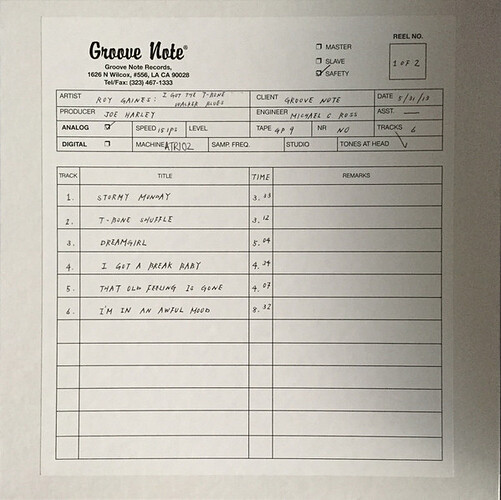 Groove Note®
Groove Note Records,
1626 N Wilcox, #556, LA CA 90028
Tel/Fax: (323) 467-1333
MASTER
SLAVE
SAFETY
REEL NO.
1 OF 2
ARTIST ROY GAINES: I GOT THE T-BONE WALKER BLUES
CLIENT GROOVE NOTE
DATE 5/31/13
PRODUCER JOE HARLEY
ENGINEER MICHAEL C ROSS
ASST. —
ANALOG SPEED 15 IPS LEVEL TAPE GP 9 NR NO TRACKS 6
DIGITAL MACHINE ATR102 SAMP. FREQ. STUDIO TONES AT HEAD
TRACK TITLE TIME REMARKS
1. STORMY MONDAY 3.03
2. T-BONE SHUFFLE 3.12
3. DREAMGIRL 5.04
4. I GOT A BREAK BABY 4.24
5. THAT OLD FEELING IS GONE 4.07
6. I'M IN AN AWFUL MOOD 8.32